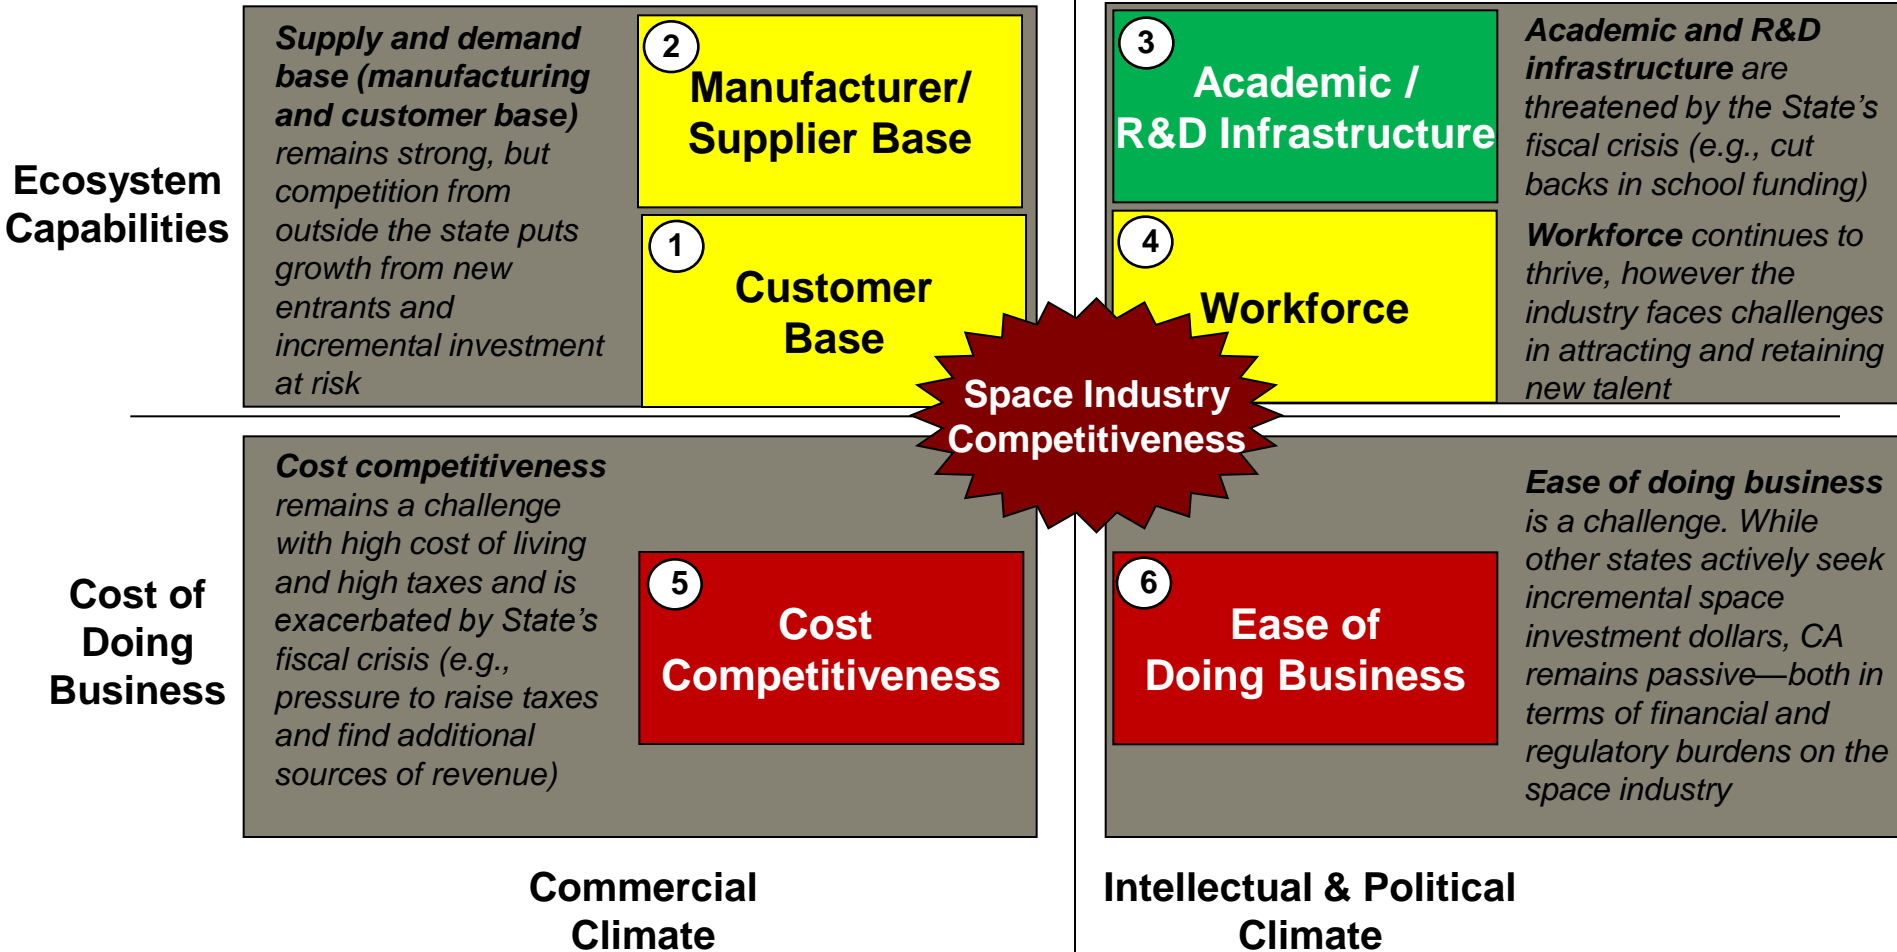 Ecosystem
Capabilities
Supply and demand
base (manufacturing
and customer base)
remains strong, but
competition from
outside the state puts
growth from new
entrants and
incremental investment
at risk
2
Manufacturer/
Supplier Base
1
Customer
Base
3
Academic /
R&D Infrastructure
4
Workforce
Academic and R&D
infrastructure are
threatened by the State’s
fiscal crisis (e.g., cut
backs in school funding)
Workforce continues to
thrive, however the
industry faces challenges
in attracting and retaining
new talent
Space Industry
Competitiveness
Cost of
Doing
Business
Cost competitiveness
remains a challenge
with high cost of living
and high taxes and is
exacerbated by State’s
fiscal crisis (e.g.,
pressure to raise taxes
and find additional
sources of revenue)
5
Cost
Competitiveness
6
Ease of
Doing Business
Ease of doing business
is a challenge. While
other states actively seek
incremental space
investment dollars, CA
remains passive—both in
terms of financial and
regulatory burdens on the
space industry
Commercial
Climate
Intellectual & Political
Climate